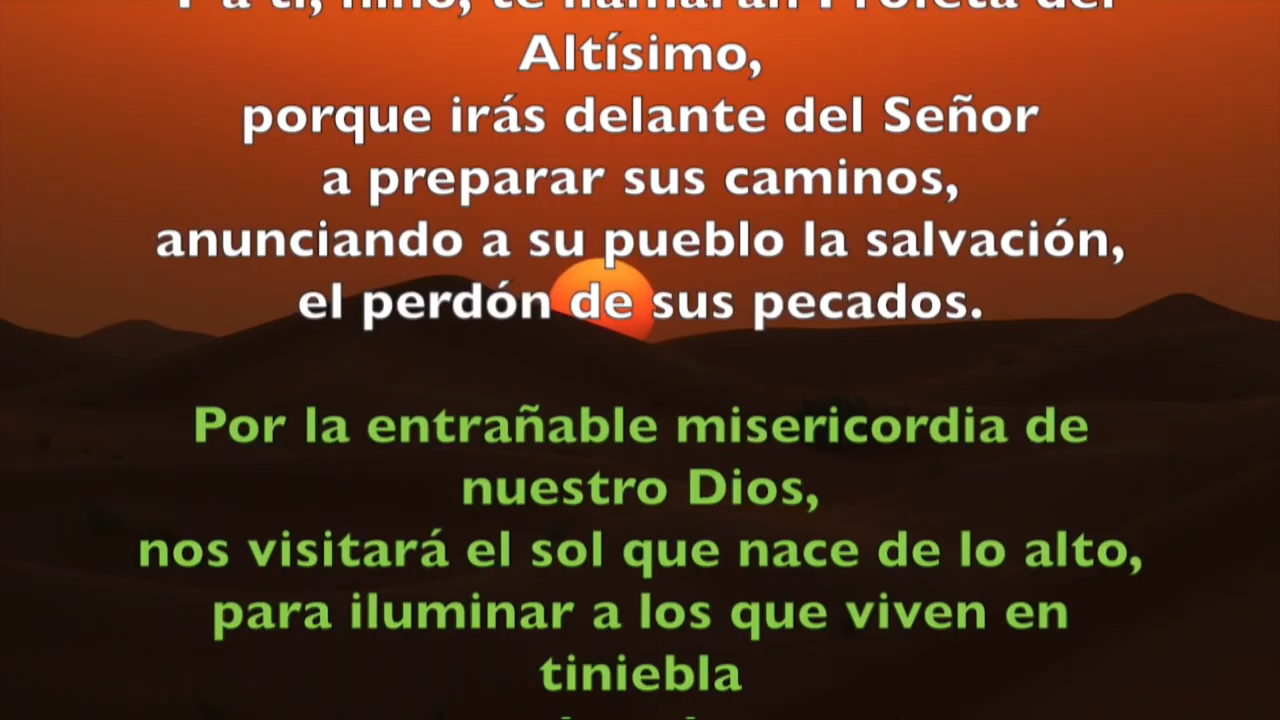 Y a ti, niño, te llamarán Profeta del
Altísimo,
porque irás delante del Señor
a preparar sus caminos,
anunciando a su pueblo la salvación,
el perdón de sus pecados.
Por la entrañable misericordia de
nuestro Dios,
nos visitará el sol que nace de lo alto,
para iluminar a los que viven en
tiniebla